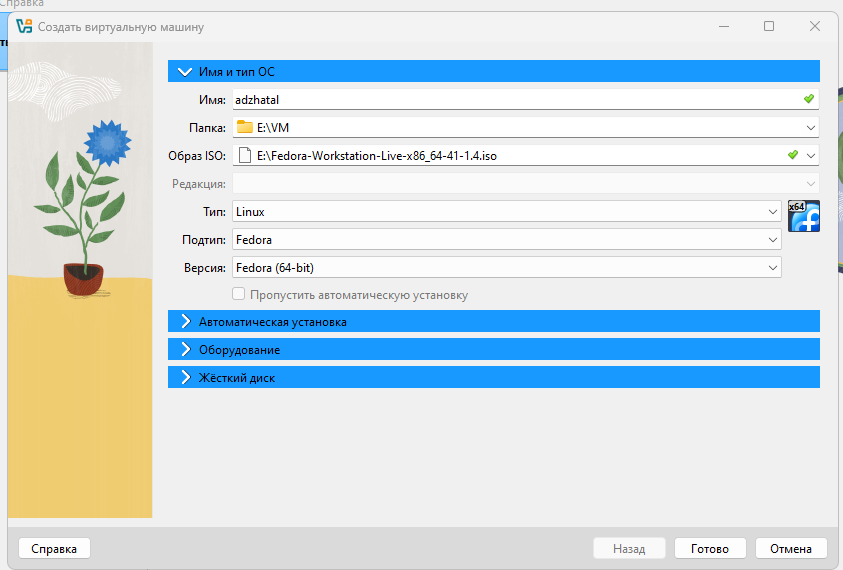 Справка
Создать виртуальную машину
Имя и тип ОС
Имя: adzhatal
Папка: E:\VM
Образ ISO: E:\Fedora-Workstation-Live-x86_64-41-1.4.iso
Редакция:
Тип: Linux
x64
Подтип: Fedora
Версия: Fedora (64-bit)
Пропустить автоматическую установку
Автоматическая установка
Оборудование
Жёсткий диск
Справка Назад Готово Отмена